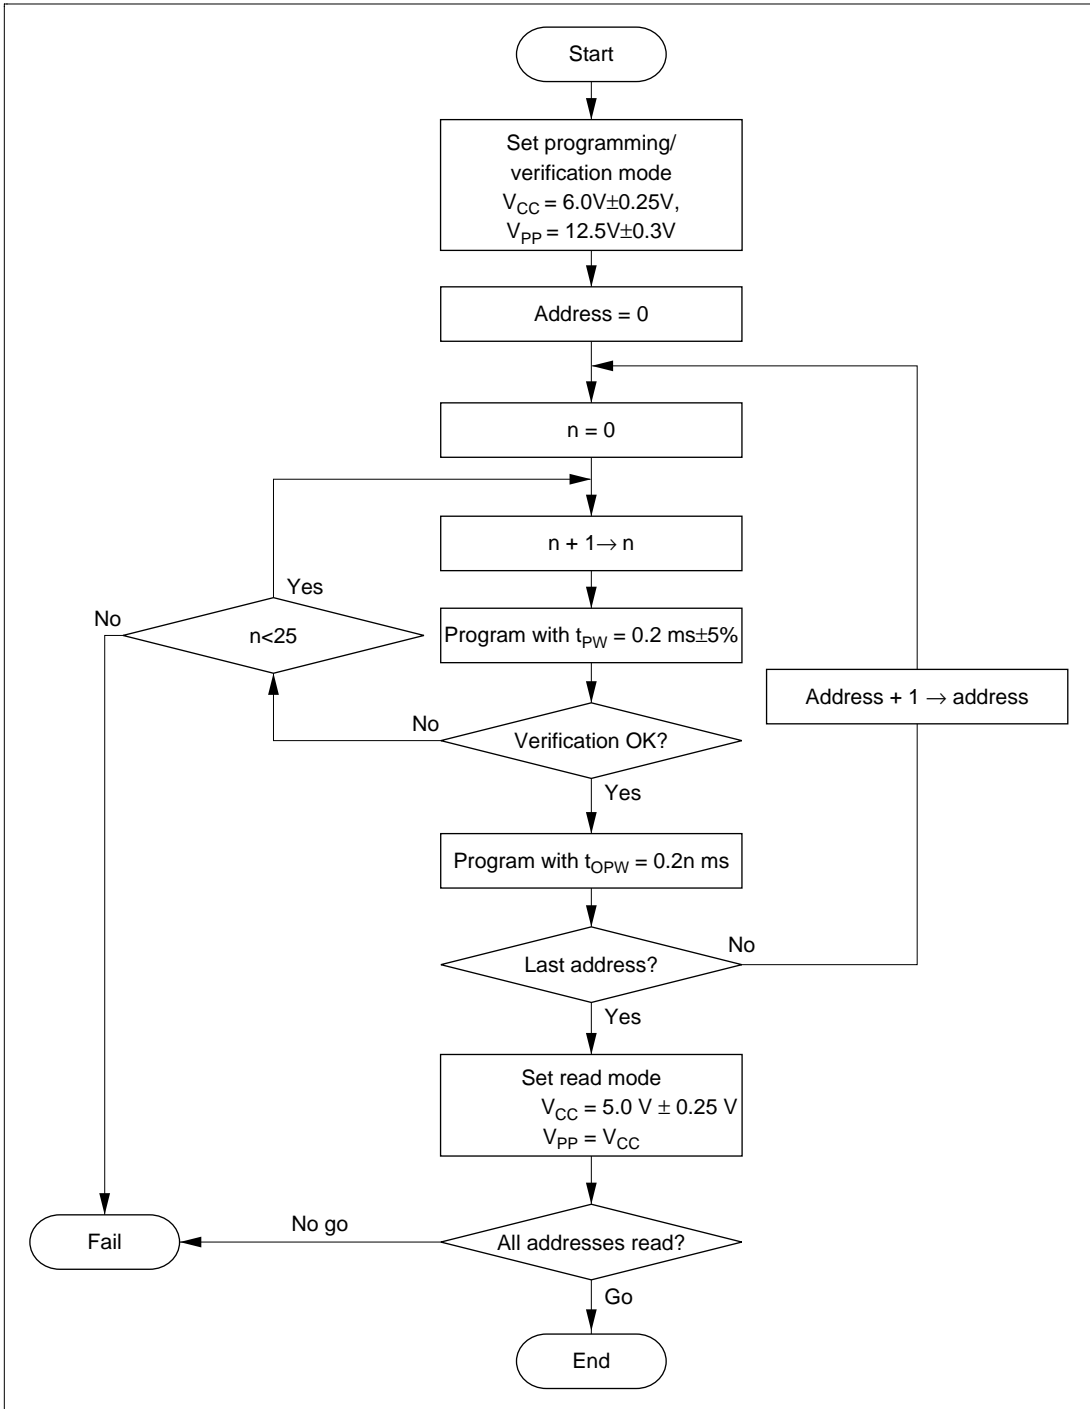 Start
Set programming/
verification mode
VCC = 6.0V±0.25V,
VPP = 12.5V±0.3V
Address = 0
n = 0
n + 1→ n
Yes
No
n<25
Program with tPW = 0.2 ms±5%
Address + 1 → address
No
Verification OK?
Yes
Program with tOPW = 0.2n ms
No
Last address?
Yes
Set read mode
VCC = 5.0 V ± 0.25 V
VPP = VCC
No go
Fail
All addresses read?
Go
End